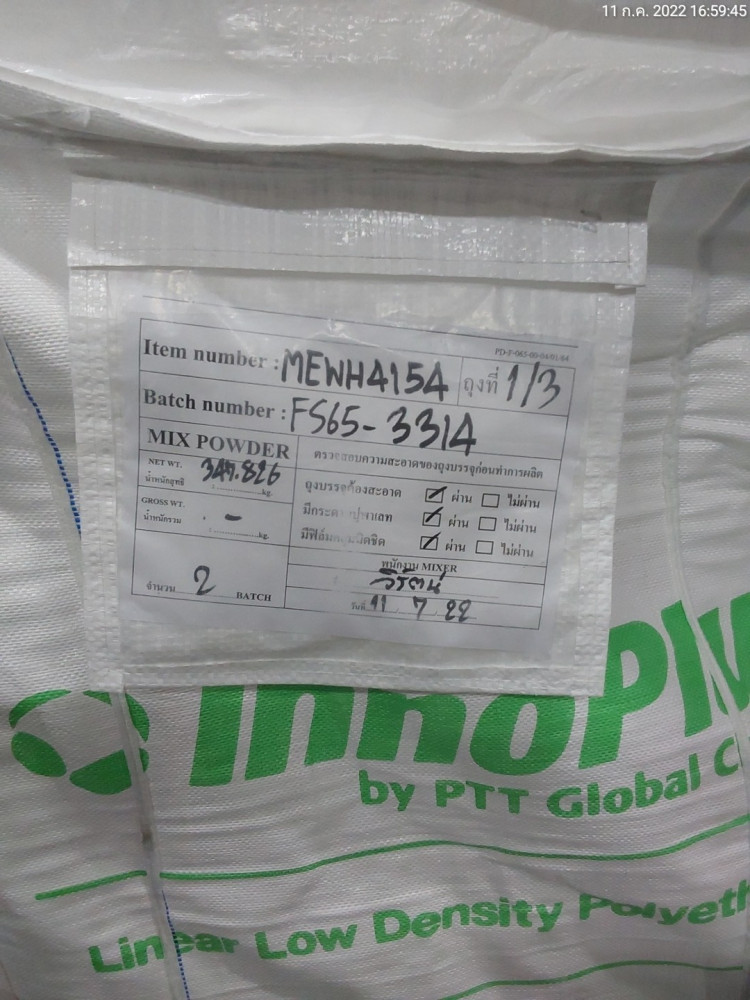 11 ก.ค. 2022 16:59:45
Item number : MEWH4154 ถุงที่ 1/3
Batch number : FS65-3314
MIX POWDER
ตรวจสอบความสะอาดของถุงบรรจุก่อนทำการผลิต
NET WT.
น้ำหนักสุทธิ 347.826 kg.
GROSS WT.
น้ำหนักรวม - kg.
ถุงบรรจุต้องสะอาด ☑ ผ่าน ☐ ไม่ผ่าน
☑ ผ่าน ☐ ไม่ผ่าน
☑ ผ่าน ☐ ไม่ผ่าน
จำนวน 2 BATCH
พนักงาน MIXER
วิรัตน์
วันที่ 11 7 22
InnoPl
by PTT Global C
Linear Low Density Polyeth